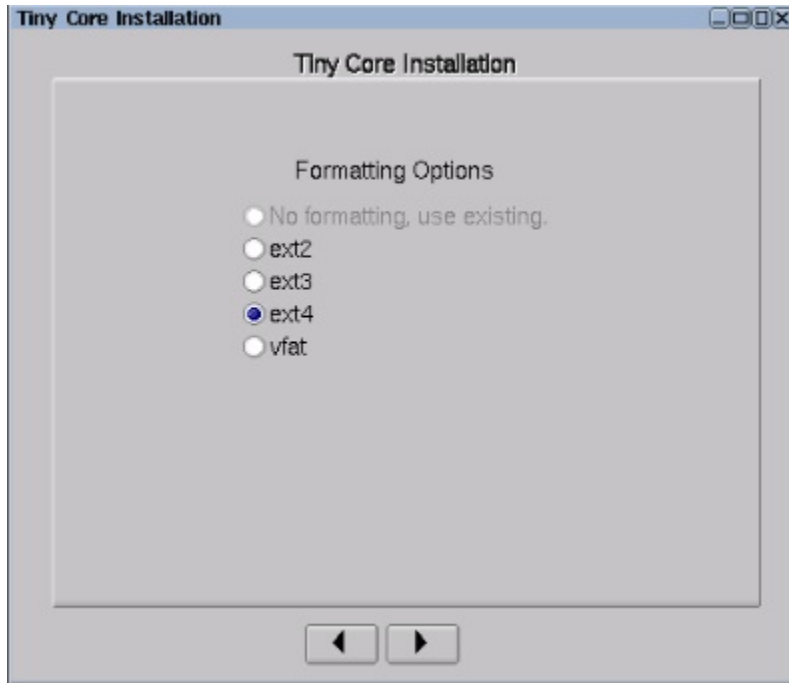 Tiny Core Installation
Tiny Core Installation
Formatting Options
No formatting, use existing.
ext2
ext3
ext4
vfat